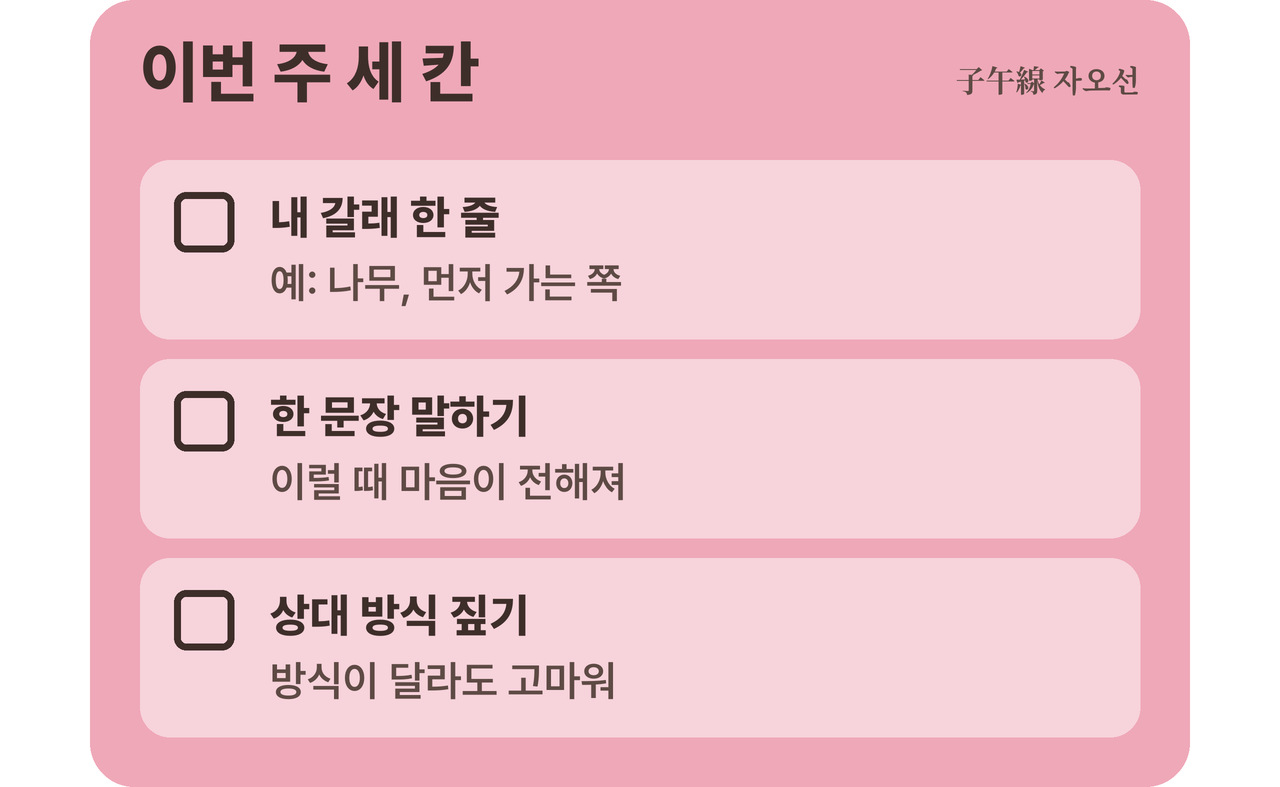 이번 주 세 칸
子午線 자오선
내 갈래 한 줄
예: 나무, 먼저 가는 쪽
한 문장 말하기
이럴 때 마음이 전해져
상대 방식 짚기
방식이 달라도 고마워